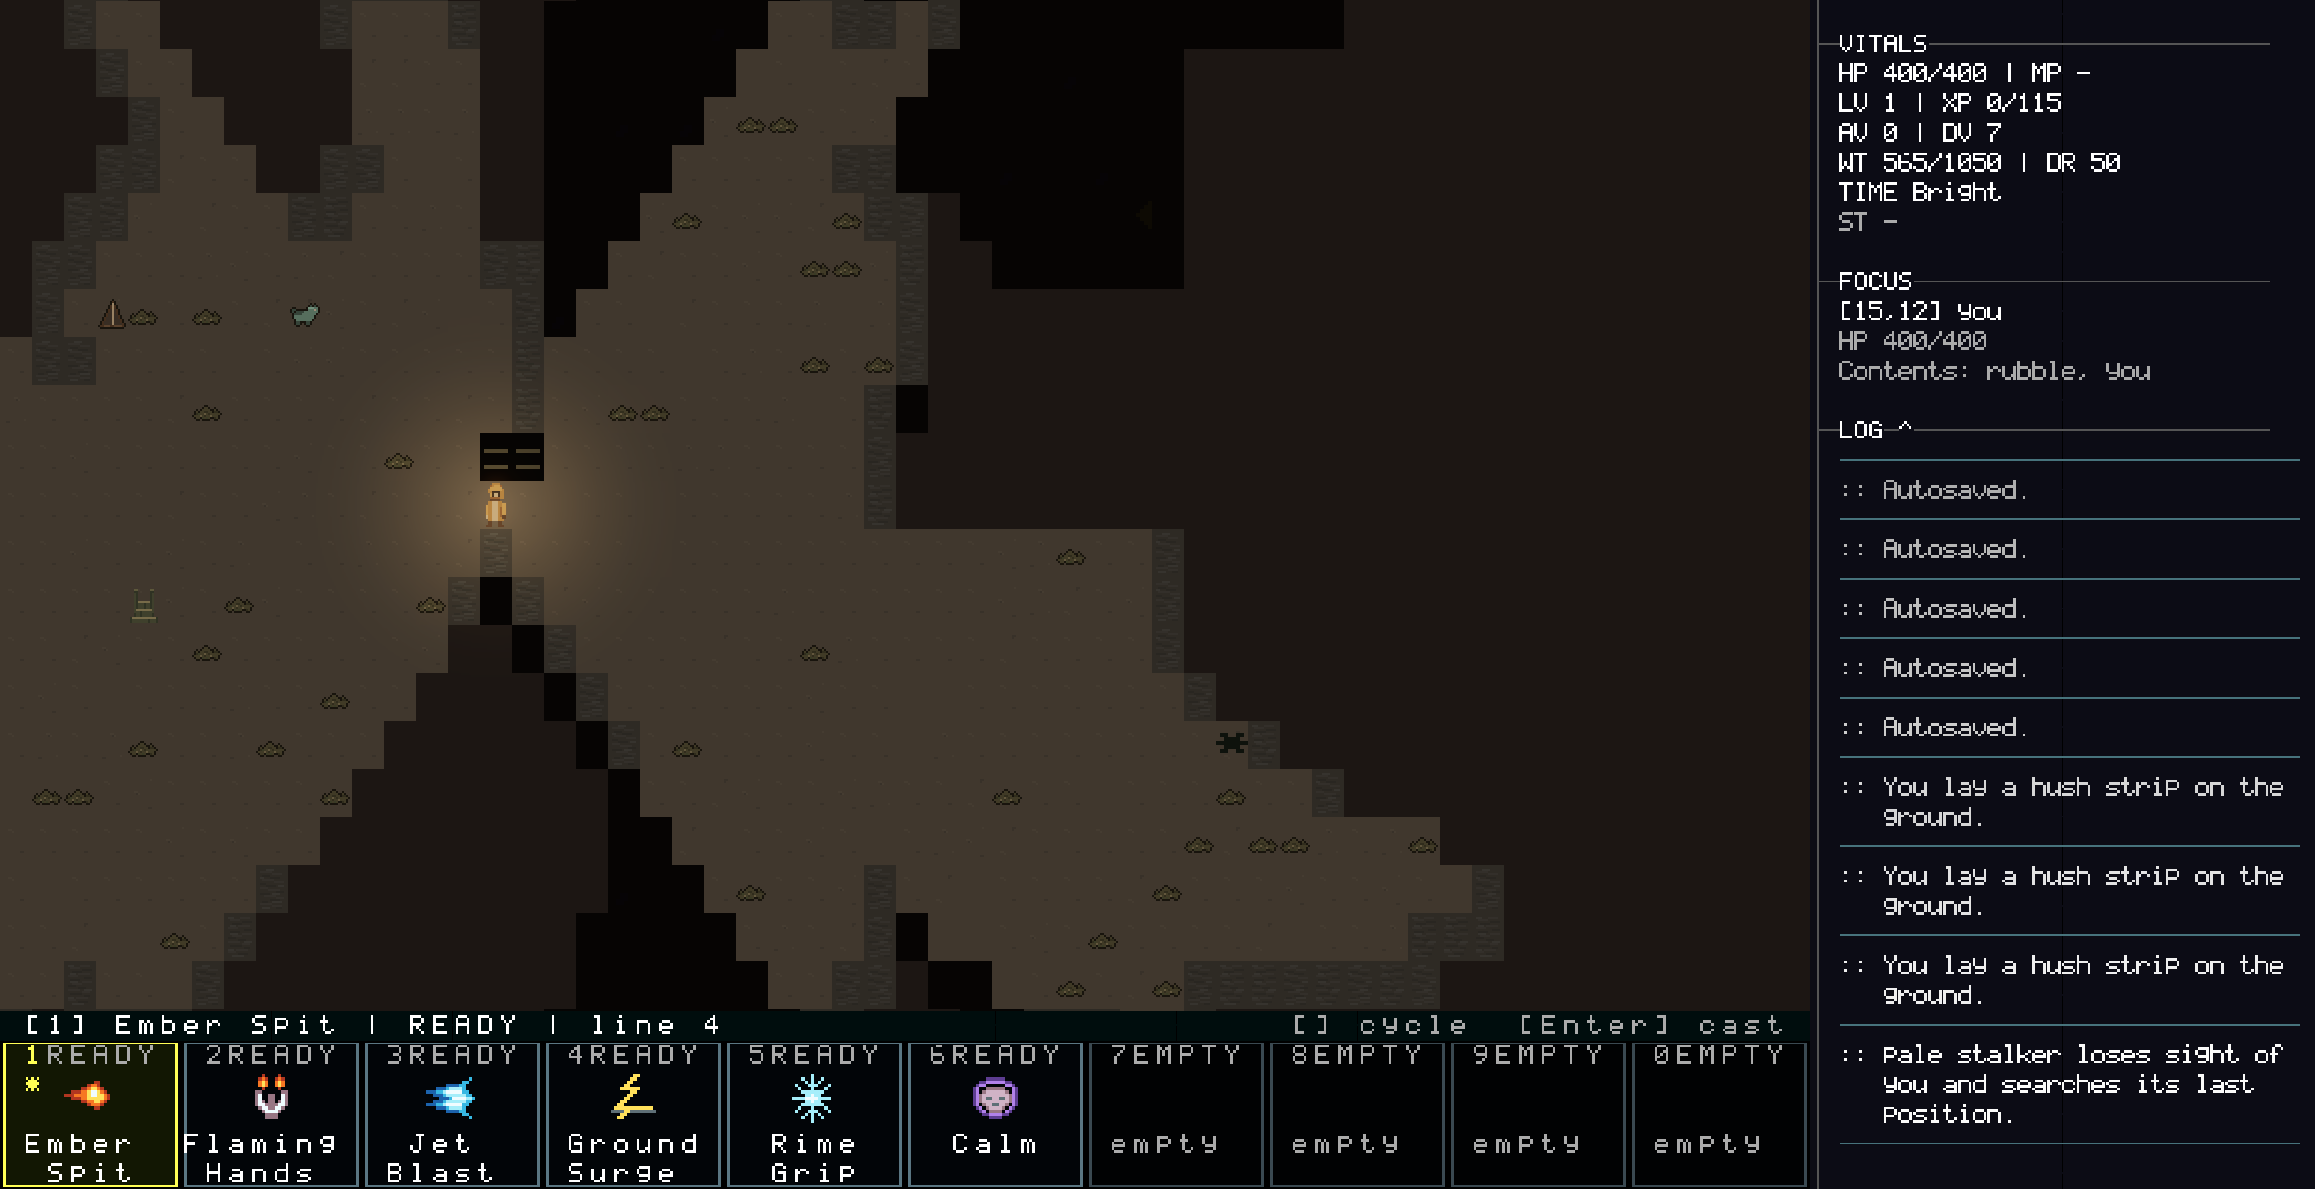 VITALS
HP 400/400 | MP -
LV 1 | XP 0/115
AV 0 | DV 7
WT 565/1050 | DR 50
TIME Bright
ST -
FOCUS
[15,12] you
HP 400/400
Contents: rubble, You
LOG ^
:: Autosaved.
:: Autosaved.
:: Autosaved.
:: Autosaved.
:: Autosaved.
:: You lay a hush strip on the
ground.
:: You lay a hush strip on the
ground.
:: You lay a hush strip on the
ground.
:: Pale stalker loses sight of
you and searches its last
position.
[1] Ember Spit | READY | line 4
[] cycle [Enter] cast
1READY
*
Ember
Spit
2READY
Flaming
Hands
3READY
Jet
Blast
4READY
Ground
Surge
5READY
Rime
Grip
6READY
Calm
7EMPTY
empty
8EMPTY
empty
9EMPTY
empty
0EMPTY
empty